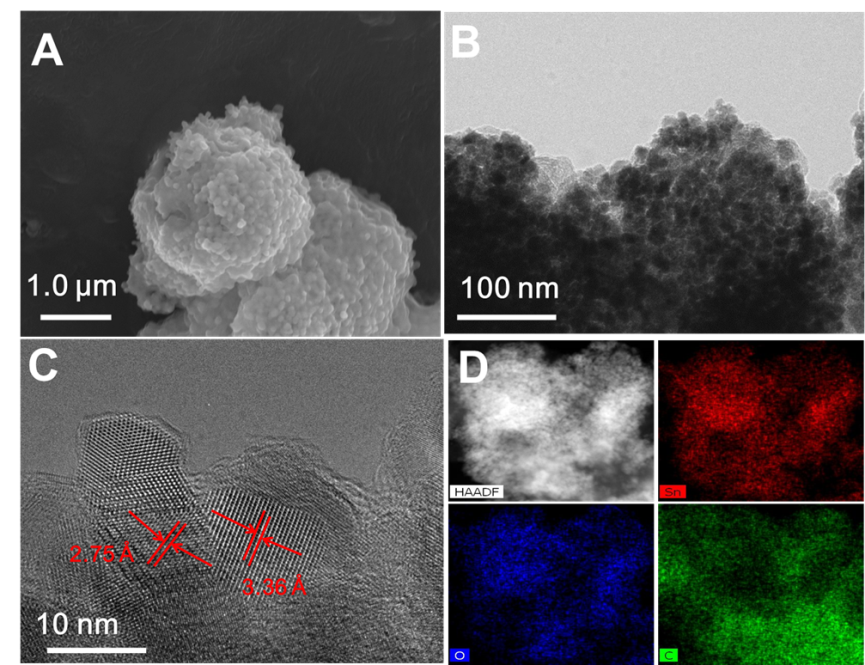 A
1.0 μm
B
100 nm
C
2.75 Å
3.36 Å
10 nm
D
HAADF
Sn
O
C